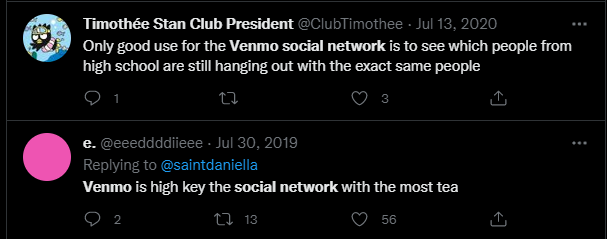 Timothée Stan Club President @ClubTimothee · Jul 13, 2020
Only good use for the Venmo social network is to see which people from
high school are still hanging out with the exact same people
1 3
e. @eeeddddiieee · Jul 30, 2019
Replying to @saintdaniella
Venmo is high key the social network with the most tea
2 13 56